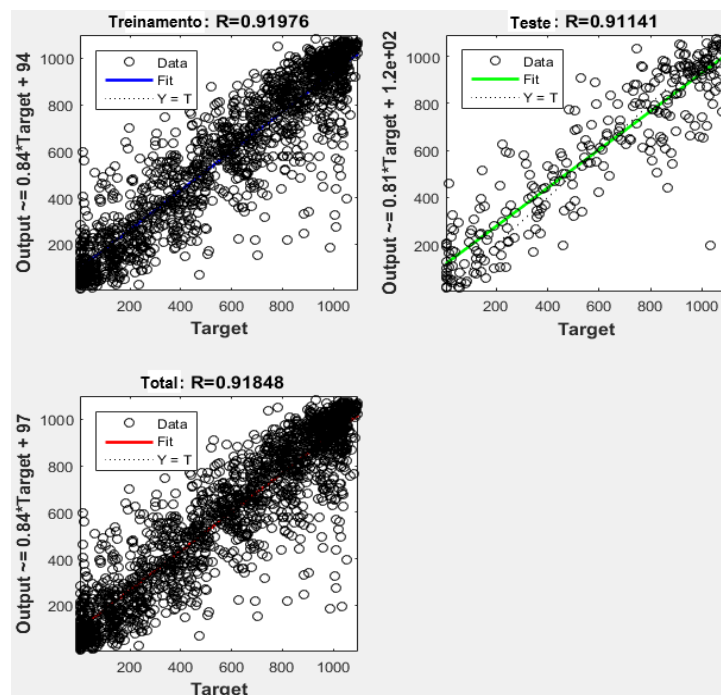 Treinamento: R=0.91976
Output ~= 0.84*Target + 94
1000
800
600
400
200
Data
Fit
Y = T
200 400 600 800 1000
Target
Teste: R=0.91141
Output ~= 0.81*Target + 1.2e+02
1000
800
600
400
200
Data
Fit
Y = T
200 400 600 800 1000
Target
Total: R=0.91848
Output ~= 0.84*Target + 97
1000
800
600
400
200
Data
Fit
Y = T
200 400 600 800 1000
Target